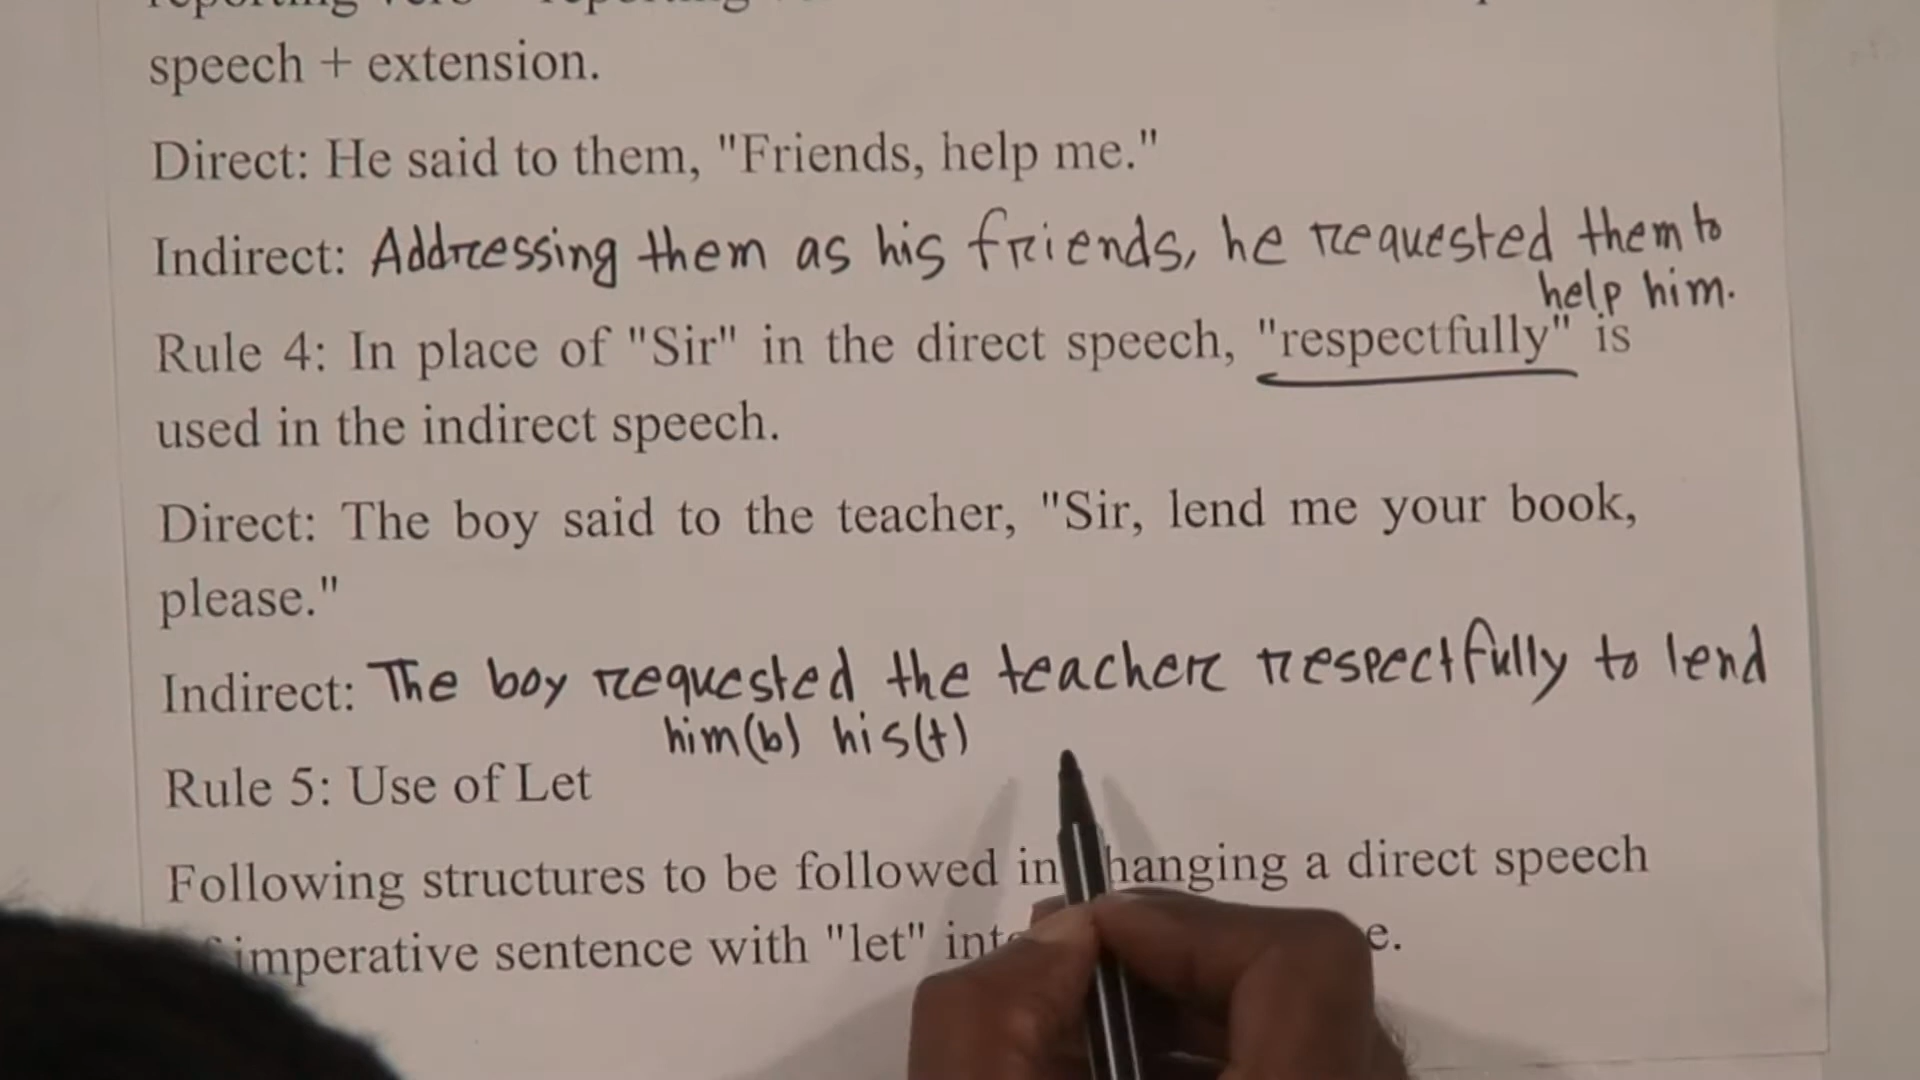 speech + extension.
Direct: He said to them, "Friends, help me."
Indirect: Addressing them as his friends, he requested them to
help him.
Rule 4: In place of "Sir" in the direct speech, "respectfully" is
used in the indirect speech.
Direct: The boy said to the teacher, "Sir, lend me your book,
please."
Indirect: The boy requested the teacher respectfully to lend
him(b) his(t)
Rule 5: Use of Let
Following structures to be followed in hanging a direct speech
imperative sentence with "let" e.